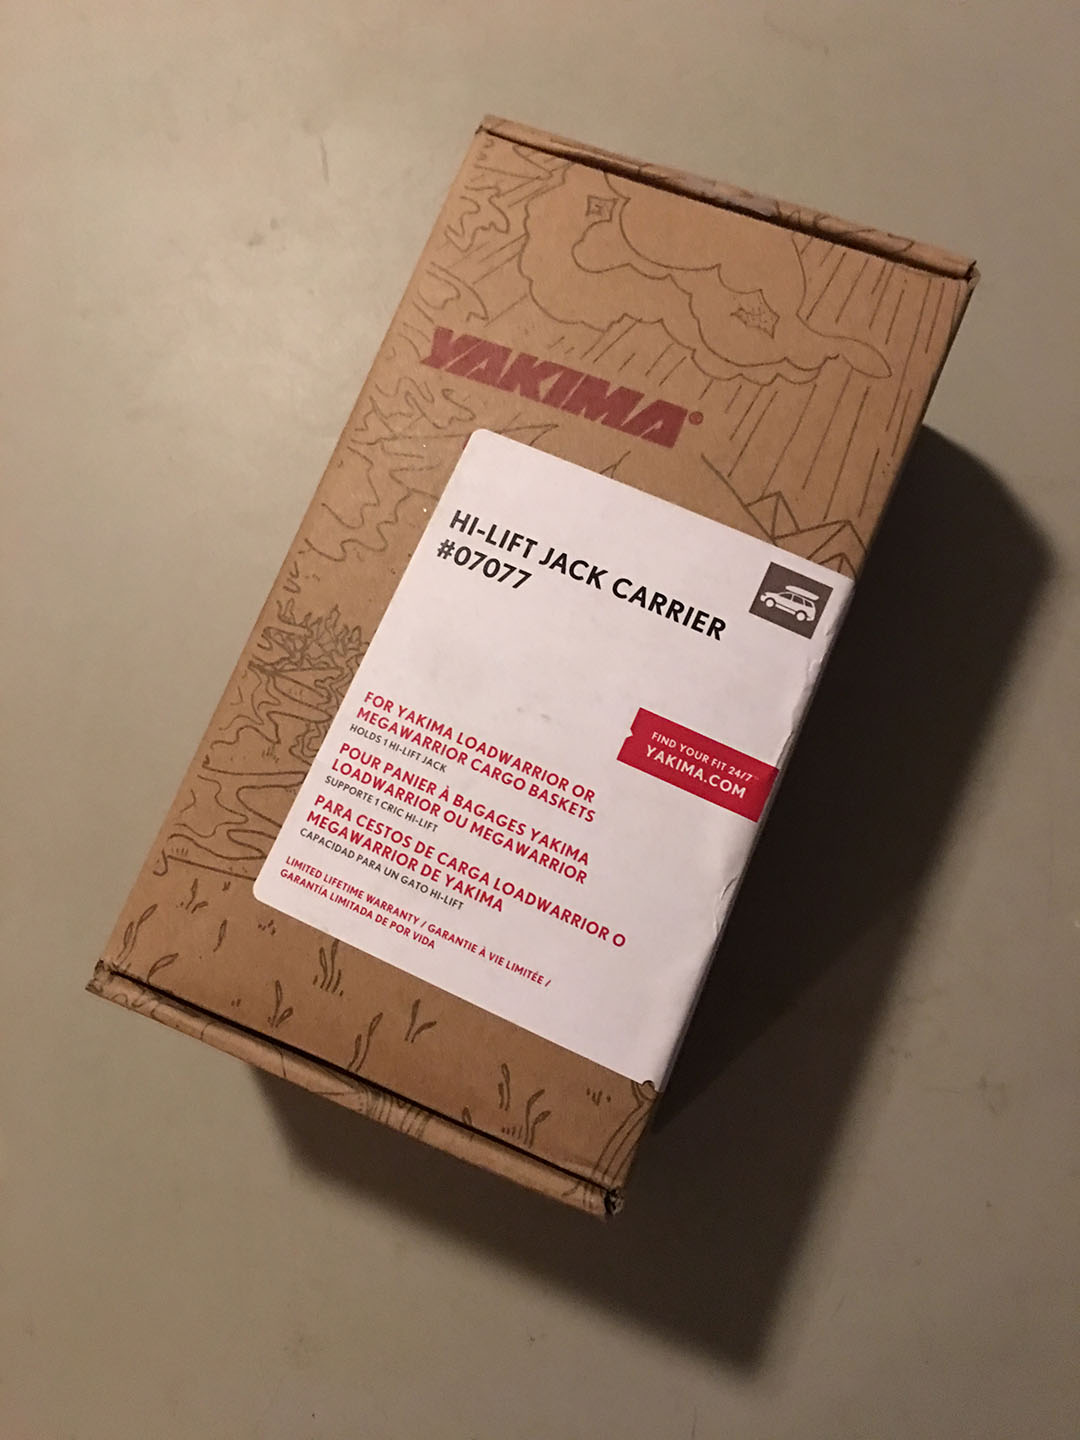 YAKIMA®
HI-LIFT JACK CARRIER
#07077
FOR YAKIMA LOADWARRIOR OR
MEGAWARRIOR CARGO BASKETS
HOLDS 1 HI-LIFT JACK
POUR PANIER À BAGAGES YAKIMA
LOADWARRIOR OU MEGAWARRIOR
SUPPORTE 1 CRIC HI-LIFT
PARA CESTOS DE CARGA LOADWARRIOR O
MEGAWARRIOR DE YAKIMA
CAPACIDAD PARA UN GATO HI-LIFT
LIMITED LIFETIME WARRANTY / GARANTIE À VIE LIMITÉE /
GARANTÍA LIMITADA DE POR VIDA
FIND YOUR FIT 24/7™
YAKIMA.COM